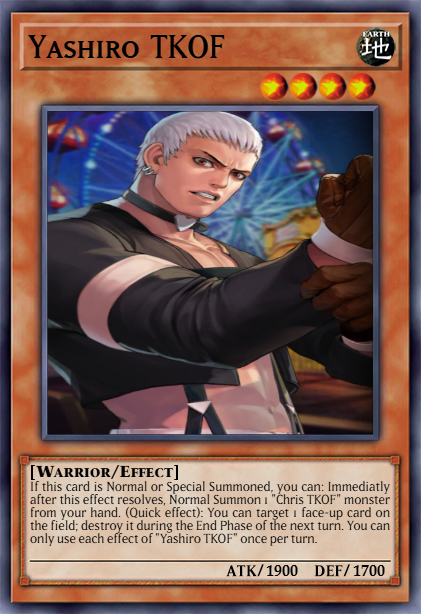 Yashiro TKOF
EARTH
地
[Warrior/Effect]
If this card is Normal or Special Summoned, you can: Immediatly
after this effect resolves, Normal Summon 1 "Chris TKOF" monster
from your hand. (Quick effect): You can target 1 face-up card on
the field; destroy it during the End Phase of the next turn. You can
only use each effect of "Yashiro TKOF" once per turn.
ATK/1900 DEF/1700